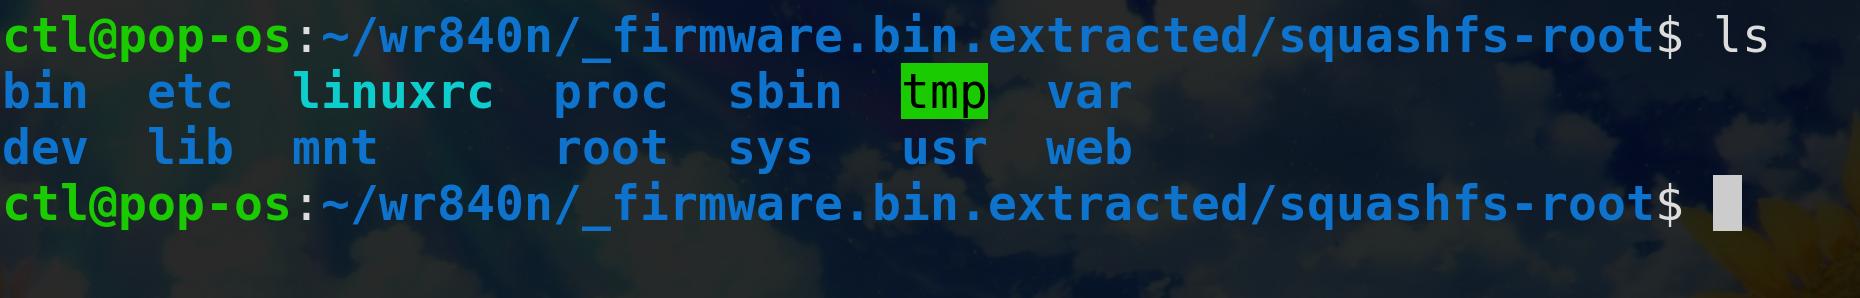 ctl@pop-os:~/wr840n/_firmware.bin.extracted/squashfs-root$ ls
bin  etc  linuxrc  proc  sbin  tmp  var
dev  lib  mnt      root  sys   usr  web
ctl@pop-os:~/wr840n/_firmware.bin.extracted/squashfs-root$